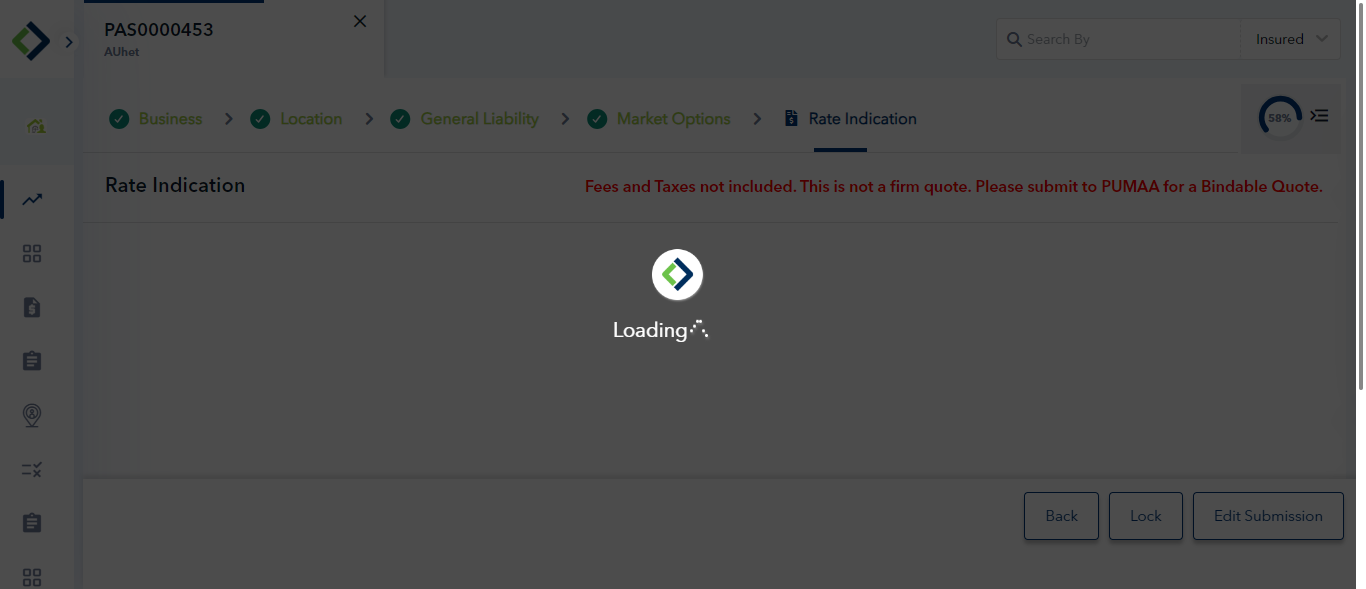 PAS0000453
AUhet
Search By
Insured
Business
Location
General Liability
Market Options
Rate Indication
58%
Rate Indication
Fees and Taxes not included. This is not a firm quote. Please submit to PUMAA for a Bindable Quote.
Loading
Back
Lock
Edit Submission